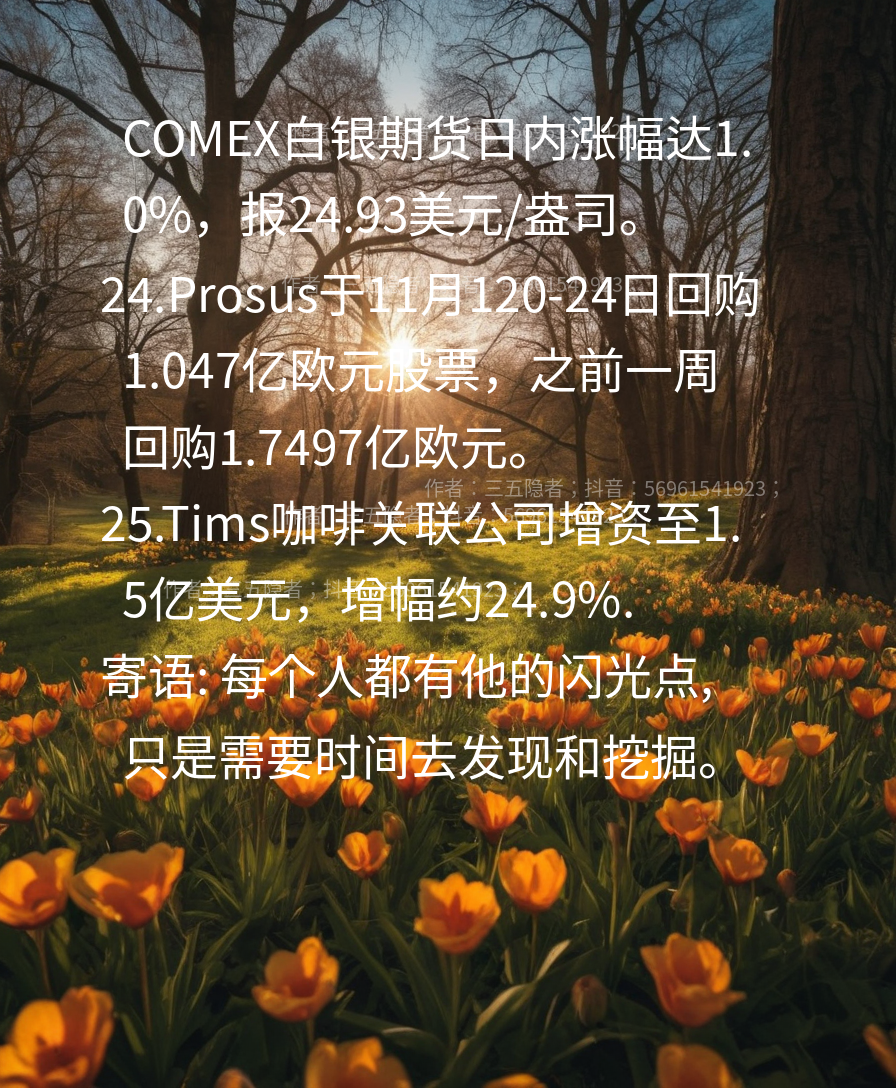 COMEX白银期货日内涨幅达1.
0%，报24.93美元/盎司。
24.Prosus于11月120-24日回购
1.047亿欧元股票，之前一周
回购1.7497亿欧元。
作者：三五隐者；抖音：56961541923；
25.Tims咖啡关联公司增资至1.
5亿美元，增幅约24.9%.
寄语: 每个人都有他的闪光点,
只是需要时间去发现和挖掘。